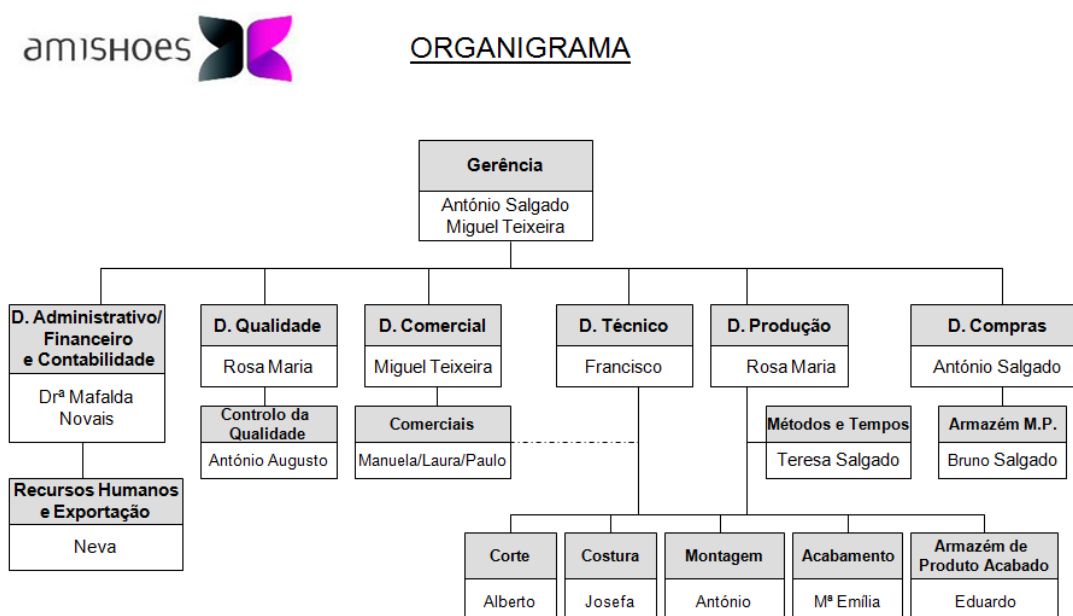 amisHoes
ORGANIGRAMA
Gerência
António Salgado
Miguel Teixeira
D. Administrativo/
Financeiro
e Contabilidade
Drª Mafalda
Novais
Recursos Humanos
e Exportação
Neva
D. Qualidade
Rosa Maria
Controlo da
Qualidade
António Augusto
D. Comercial
Miguel Teixeira
Comerciais
Manuela/Laura/Paulo
D. Técnico
Francisco
D. Produção
Rosa Maria
Métodos e Tempos
Teresa Salgado
D. Compras
António Salgado
Armazém M.P.
Bruno Salgado
Corte
Alberto
Costura
Josefa
Montagem
António
Acabamento
Mª Emília
Armazém de
Produto Acabado
Eduardo